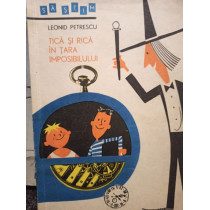 SĂ ȘTIM
LEONID PETRESCU
TICĂ ȘI RICĂ
ÎN ȚARA
IMPOSIBILULUI